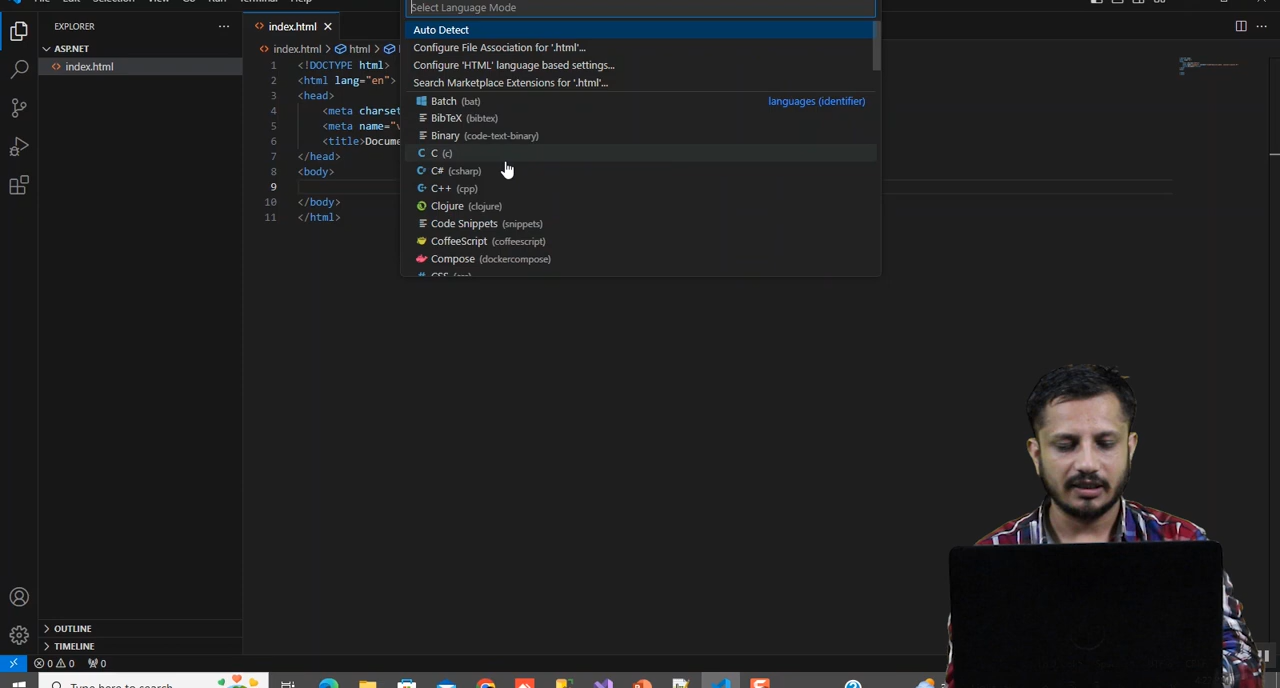 Select Language Mode
EXPLORER
index.html
Auto Detect
ASP.NET
index.html > html >
Configure File Association for '.html'...
index.html
1 <!DOCTYPE html>
Configure 'HTML' language based settings...
2 <html lang="en">
Search Marketplace Extensions for '.html'...
3 <head>
Batch (bat) languages (identifier)
4 <meta charset
BibTeX (bibtex)
5 <meta name="v
Binary (code-text-binary)
6 <title>Docume
C (c)
7 </head>
C# (csharp)
8 <body>
C++ (cpp)
9
Clojure (clojure)
10 </body>
Code Snippets (snippets)
11 </html>
CoffeeScript (coffeescript)
Compose (dockercompose)
OUTLINE
TIMELINE
0 0 0
Type here to search